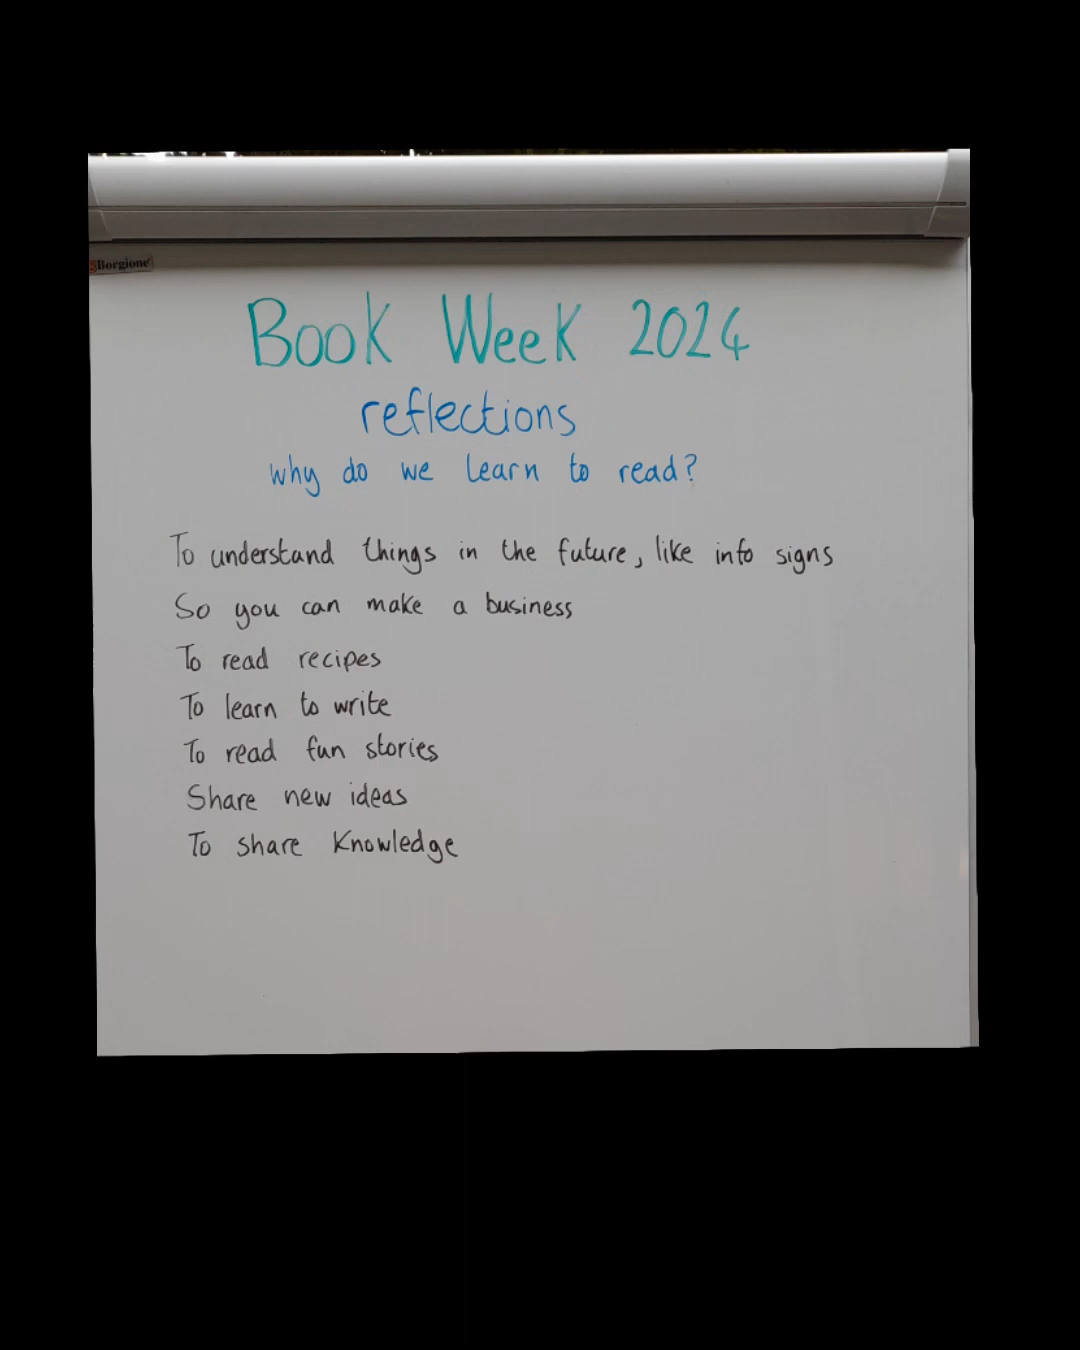 Borgione
Book Week 2024
reflections
why do we learn to read?
To understand things in the future, like info signs
So you can make a business
To read recipes
To learn to write
To read fun stories
Share new ideas
To share Knowledge